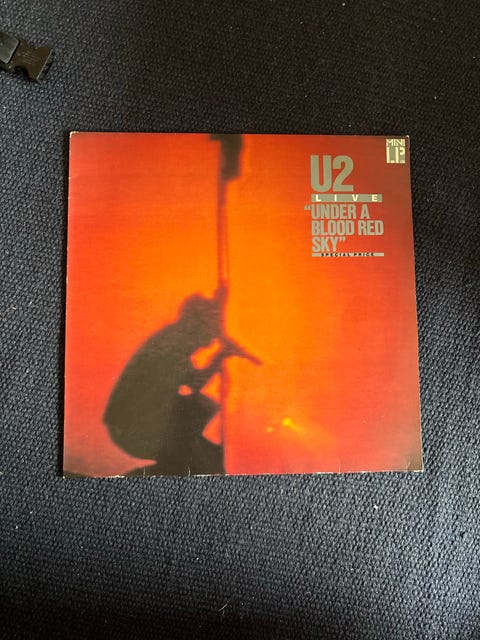 MINI
LP
U2
LIVE
"UNDER A
BLOOD RED
SKY"
SPECIAL PRICE